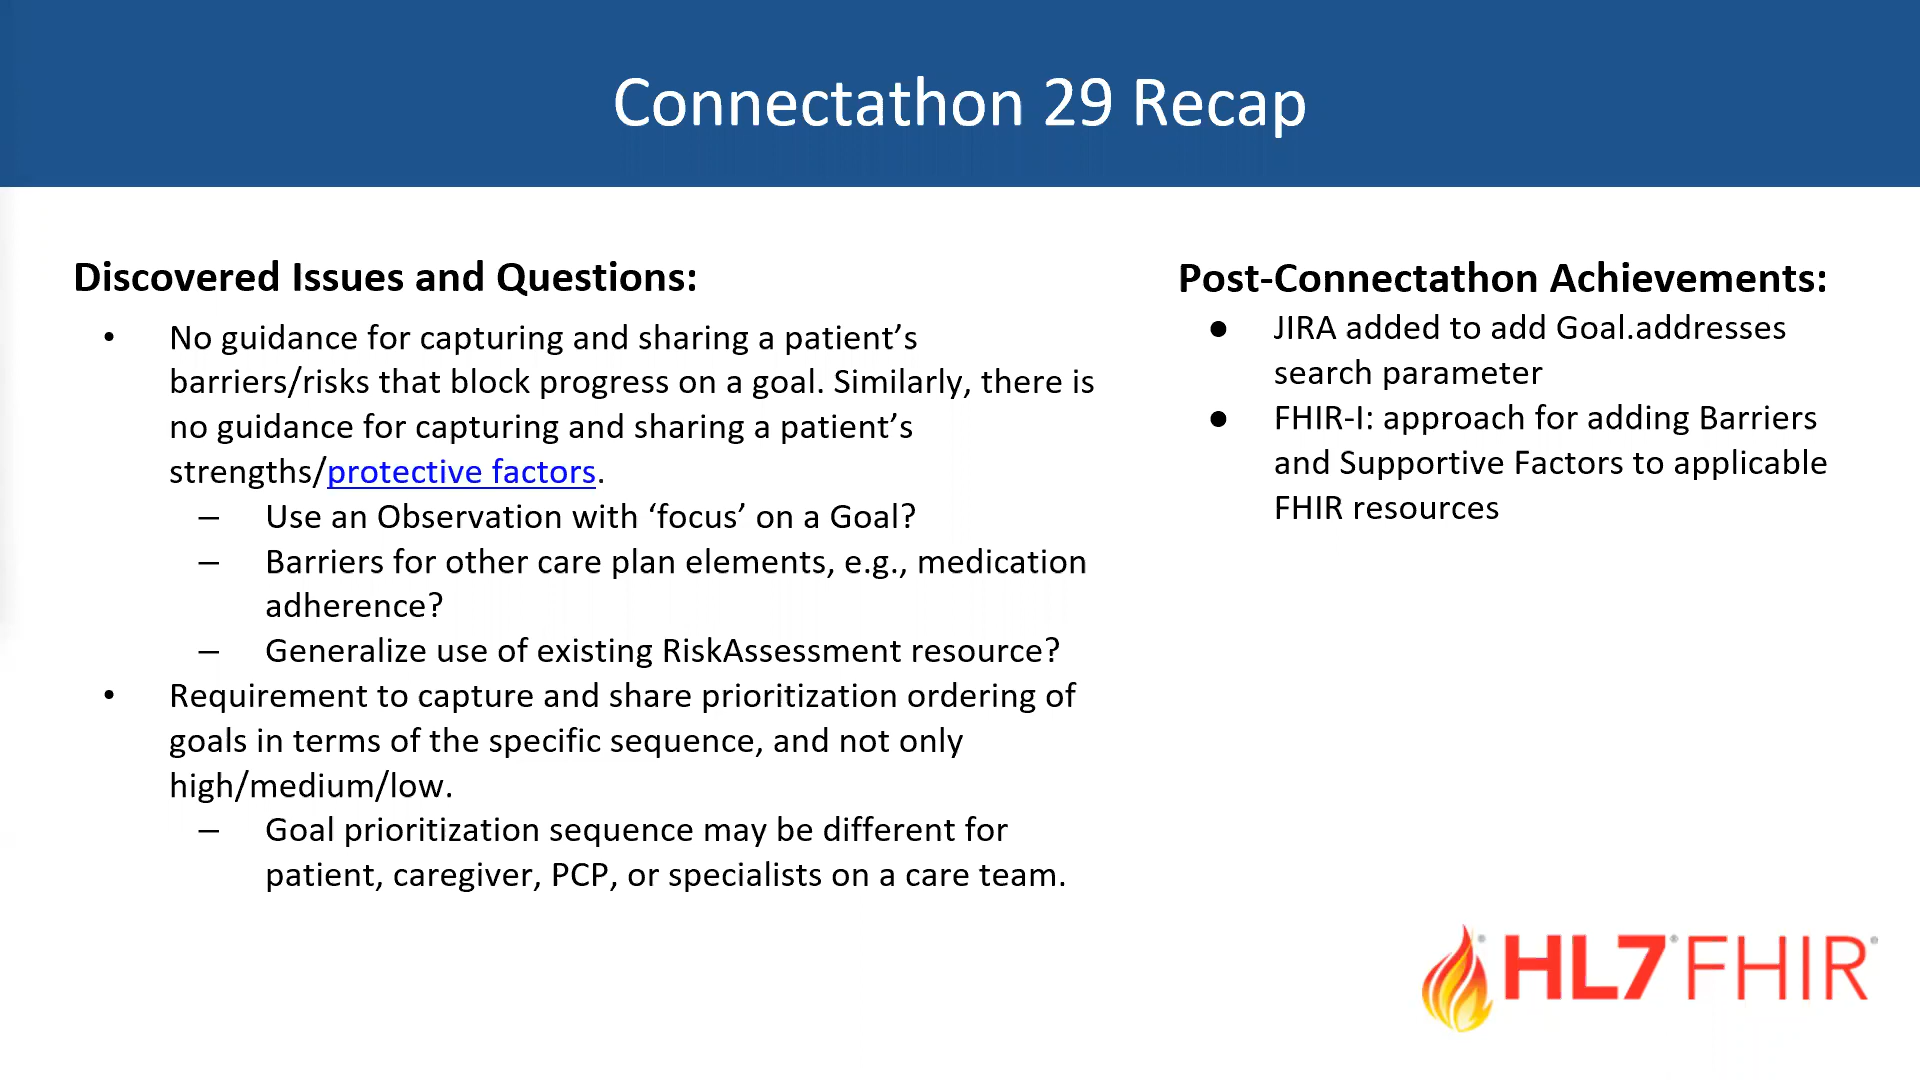 Connectathon 29 Recap
Discovered Issues and Questions:
• No guidance for capturing and sharing a patient’s
barriers/risks that block progress on a goal. Similarly, there is
no guidance for capturing and sharing a patient’s
strengths/protective factors.
– Use an Observation with ‘focus’ on a Goal?
– Barriers for other care plan elements, e.g., medication
adherence?
– Generalize use of existing RiskAssessment resource?
• Requirement to capture and share prioritization ordering of
goals in terms of the specific sequence, and not only
high/medium/low.
– Goal prioritization sequence may be different for
patient, caregiver, PCP, or specialists on a care team.
Post-Connectathon Achievements:
● JIRA added to add Goal.addresses
search parameter
● FHIR-I: approach for adding Barriers
and Supportive Factors to applicable
FHIR resources
® HL7® FHIR®